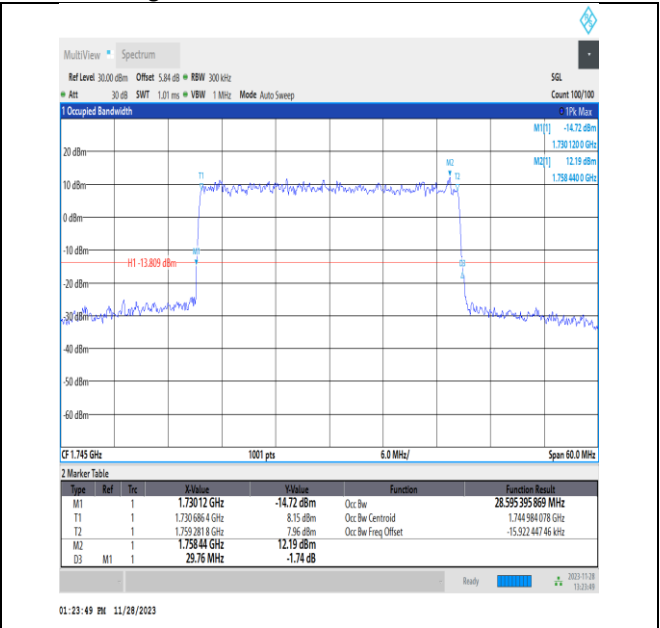 MultiView Spectrum
Ref Level 30.00 dBm Offset 5.84 dB RBW 300 kHz SGL
Att 30 dB SWT 1.01 ms VBW 1 MHz Mode Auto Sweep Count 100/100
1 Occupied Bandwidth 1Pk Max
M1[1] -14.72 dBm
1.730 120 0 GHz
20 dBm
M2[1] 12.19 dBm
1.758 440 0 GHz
M2
T1
T2
10 dBm
0 dBm
-10 dBm
M1
H1 -13.809 dBm
D3
-20 dBm
-30 dBm
-40 dBm
-50 dBm
-60 dBm
CF 1.745 GHz 1001 pts 6.0 MHz/ Span 60.0 MHz
2 Marker Table
Type Ref Trc X-Value Y-Value Function Function Result
M1 1 1.73012 GHz -14.72 dBm Occ Bw 28.595 395 869 MHz
T1 1 1.730 686 4 GHz 8.15 dBm Occ Bw Centroid 1.744 984 078 GHz
T2 1 1.759 281 8 GHz 7.96 dBm Occ Bw Freq Offset -15.922 447 46 kHz
M2 1 1.75844 GHz 12.19 dBm
D3 M1 1 29.76 MHz -1.74 dB
Ready 2023-11-28
13:23:49
01:23:49 PM 11/28/2023